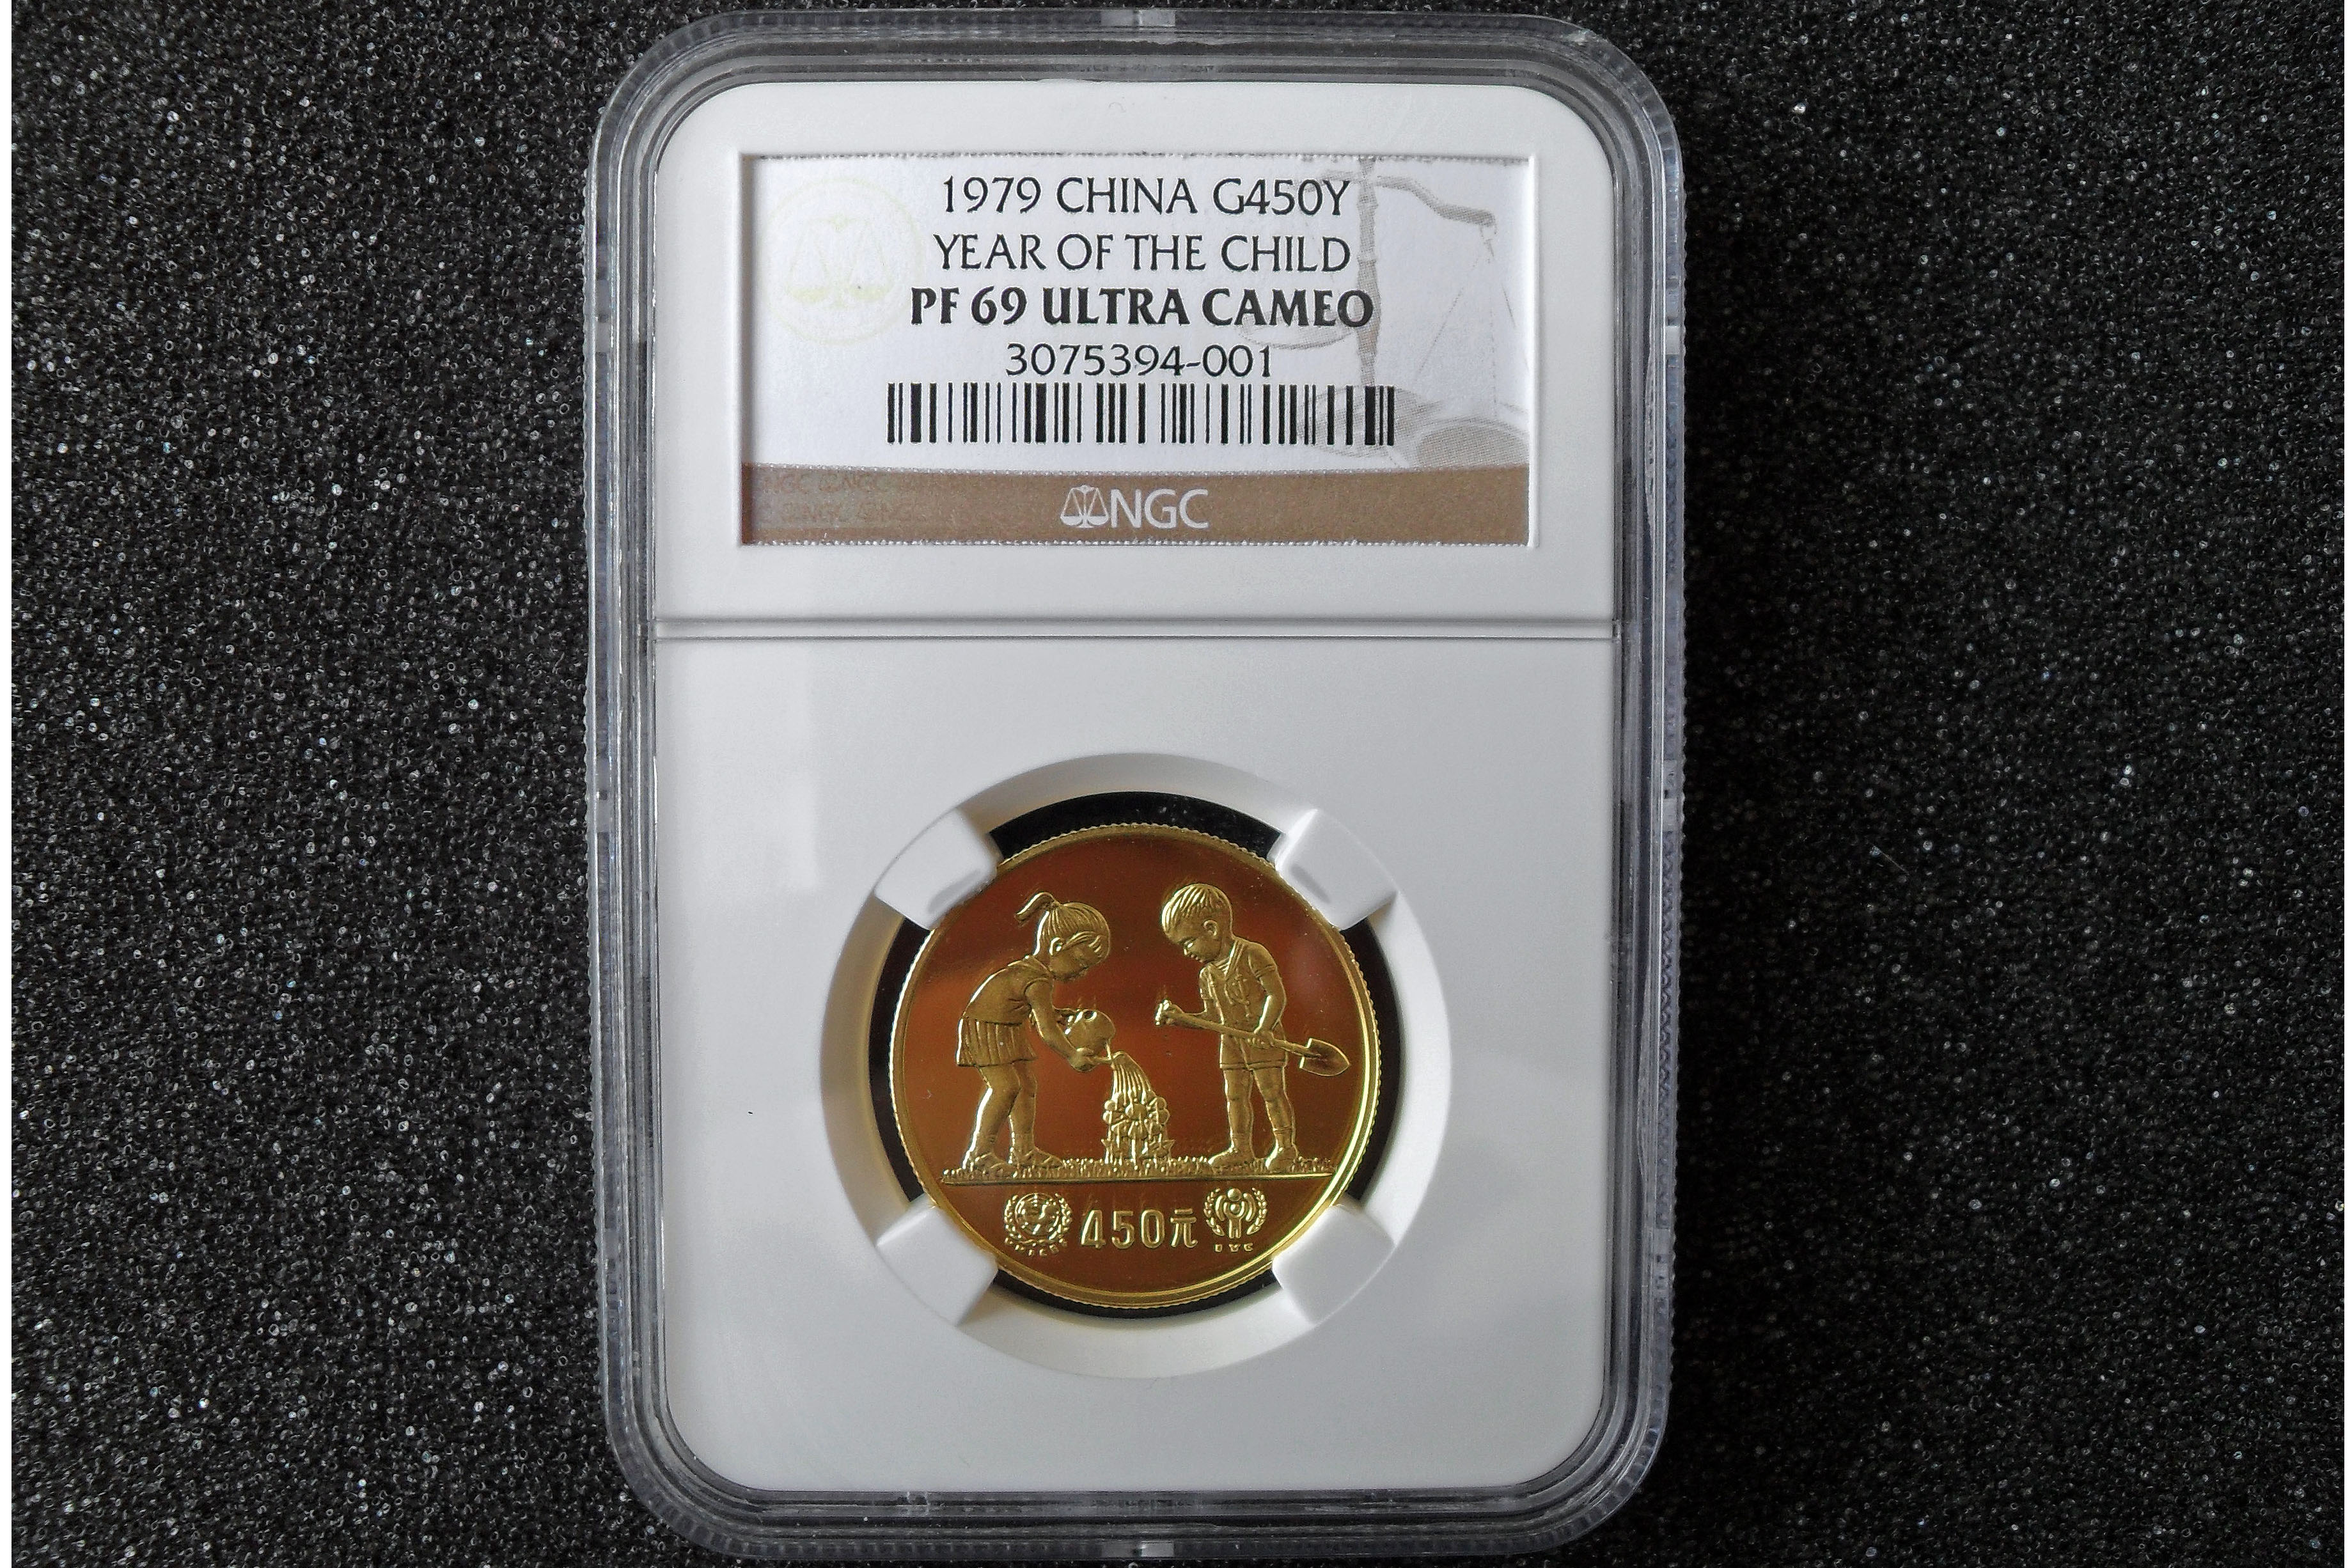 1979 CHINA G450Y
YEAR OF THE CHILD
PF 69 ULTRA CAMEO
3075394-001
NGC
450元